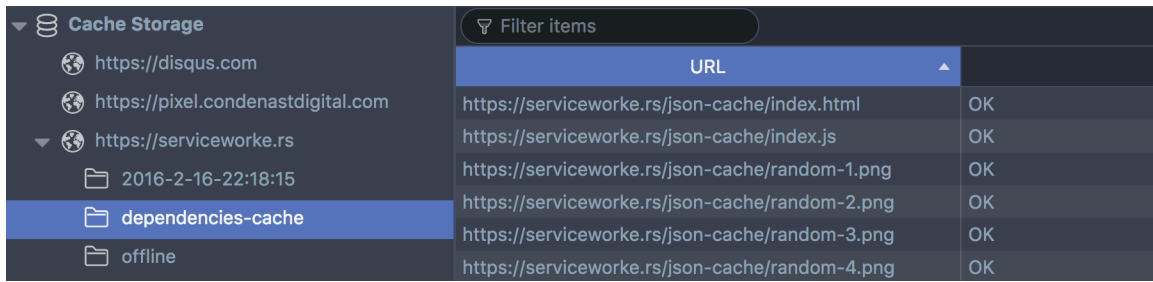 Cache Storage
https://disqus.com
https://pixel.condenastdigital.com
https://serviceworke.rs
2016-2-16-22:18:15
dependencies-cache
offline
Filter items
URL
https://serviceworke.rs/json-cache/index.html OK
https://serviceworke.rs/json-cache/index.js OK
https://serviceworke.rs/json-cache/random-1.png OK
https://serviceworke.rs/json-cache/random-2.png OK
https://serviceworke.rs/json-cache/random-3.png OK
https://serviceworke.rs/json-cache/random-4.png OK